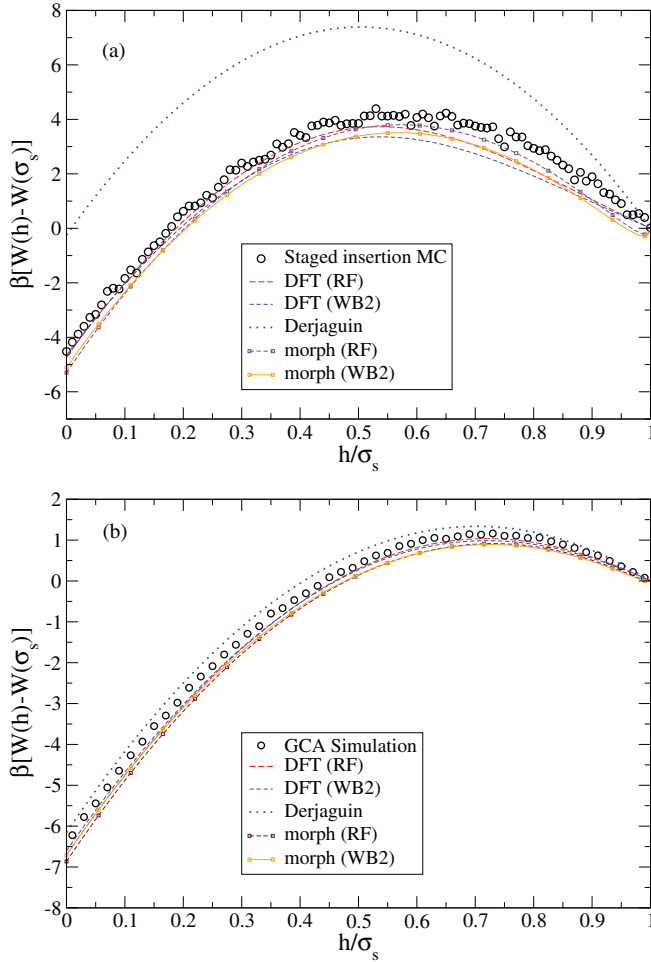 (a)
8
6
4
2
0
-2
-4
-6
β[W(h)-W(σs)]
Staged insertion MC
DFT (RF)
DFT (WB2)
Derjaguin
morph (RF)
morph (WB2)
0 0.1 0.2 0.3 0.4 0.5 0.6 0.7 0.8 0.9 1
h/σs
(b)
2
1
0
-1
-2
-3
-4
-5
-6
-7
-8
β[W(h)-W(σs)]
GCA Simulation
DFT (RF)
DFT (WB2)
Derjaguin
morph (RF)
morph (WB2)
0 0.1 0.2 0.3 0.4 0.5 0.6 0.7 0.8 0.9 1
h/σs